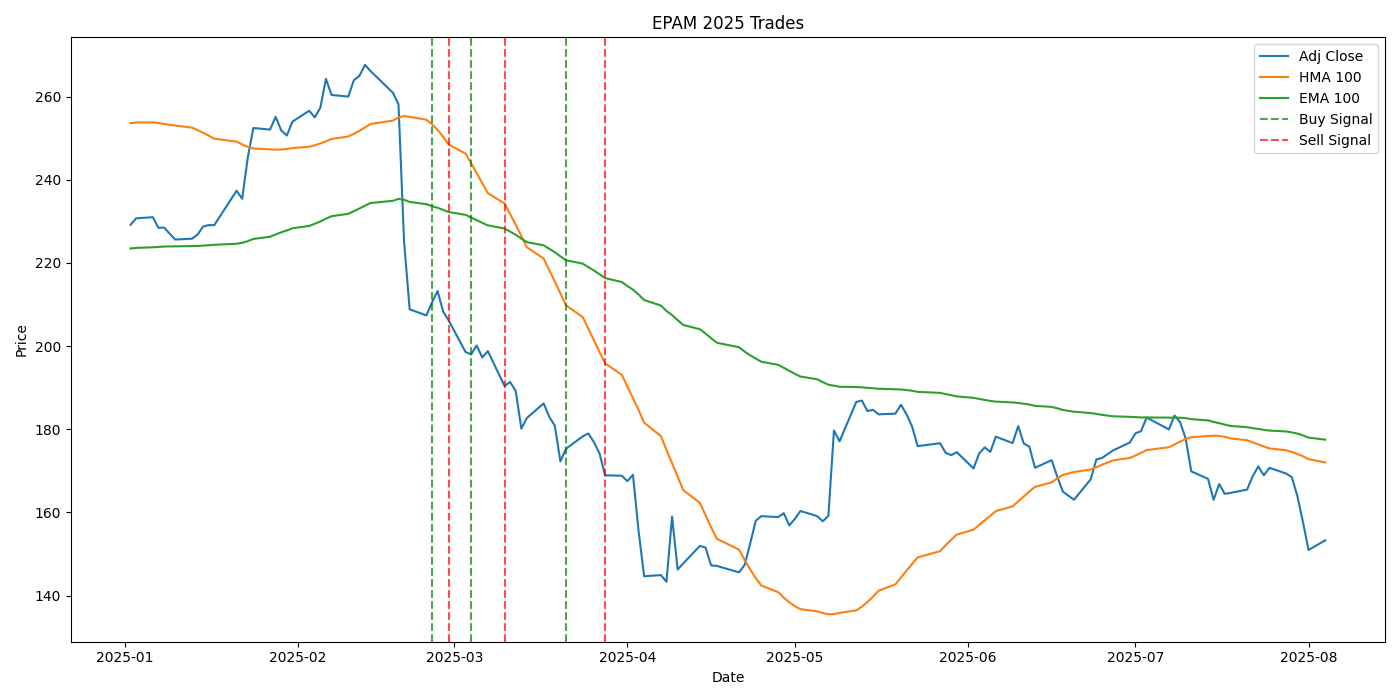 EPAM 2025 Trades
Adj Close
HMA 100
EMA 100
Buy Signal
Sell Signal
Price
260
240
220
200
180
160
140
2025-01
2025-02
2025-03
2025-04
2025-05
2025-06
2025-07
2025-08
Date